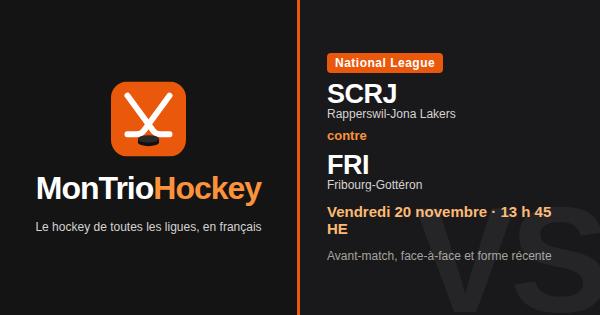 MonTrioHockey
Le hockey de toutes les ligues, en français
National League
SCRJ
Rapperswil-Jona Lakers
contre
FRI
Fribourg-Gottéron
Vendredi 20 novembre · 13 h 45
HE
Avant-match, face-à-face et forme récente
VS